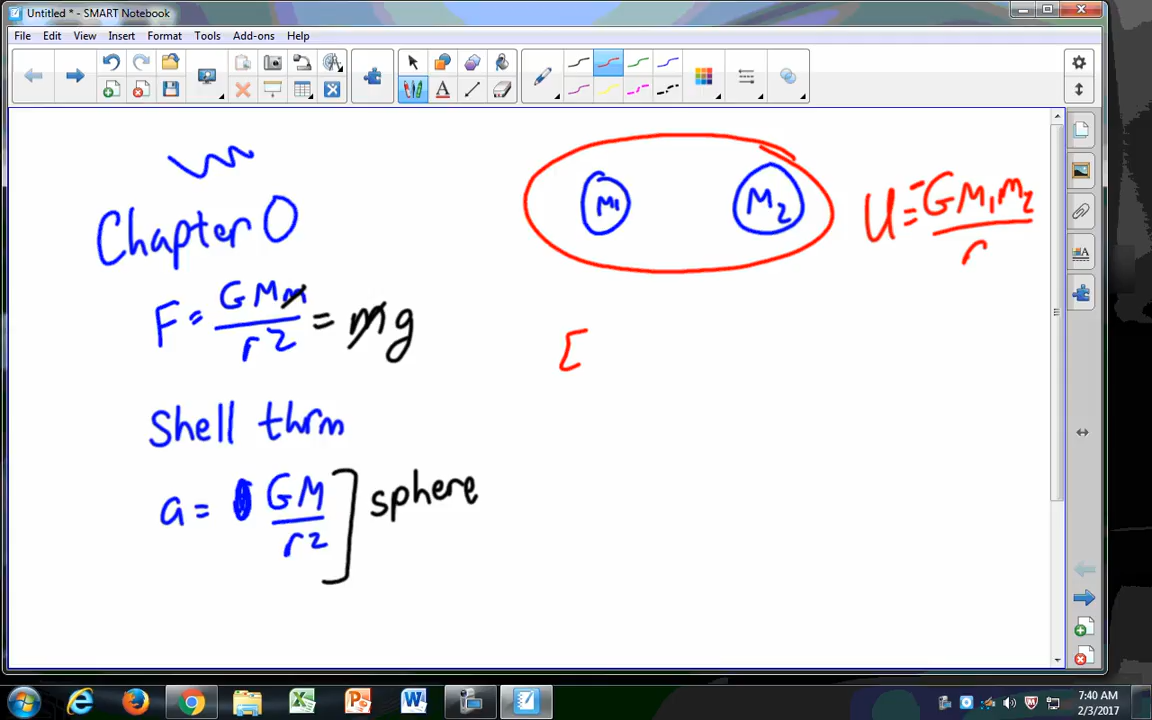 Untitled * - SMART Notebook
File Edit View Insert Format Tools Add-ons Help
Chapter 0
F = GMm / r2 = mg
Shell thrm
a = GM / r2 ] sphere
M1 M2
U = -GM1M2 / r
[
7:40 AM
2/3/2017